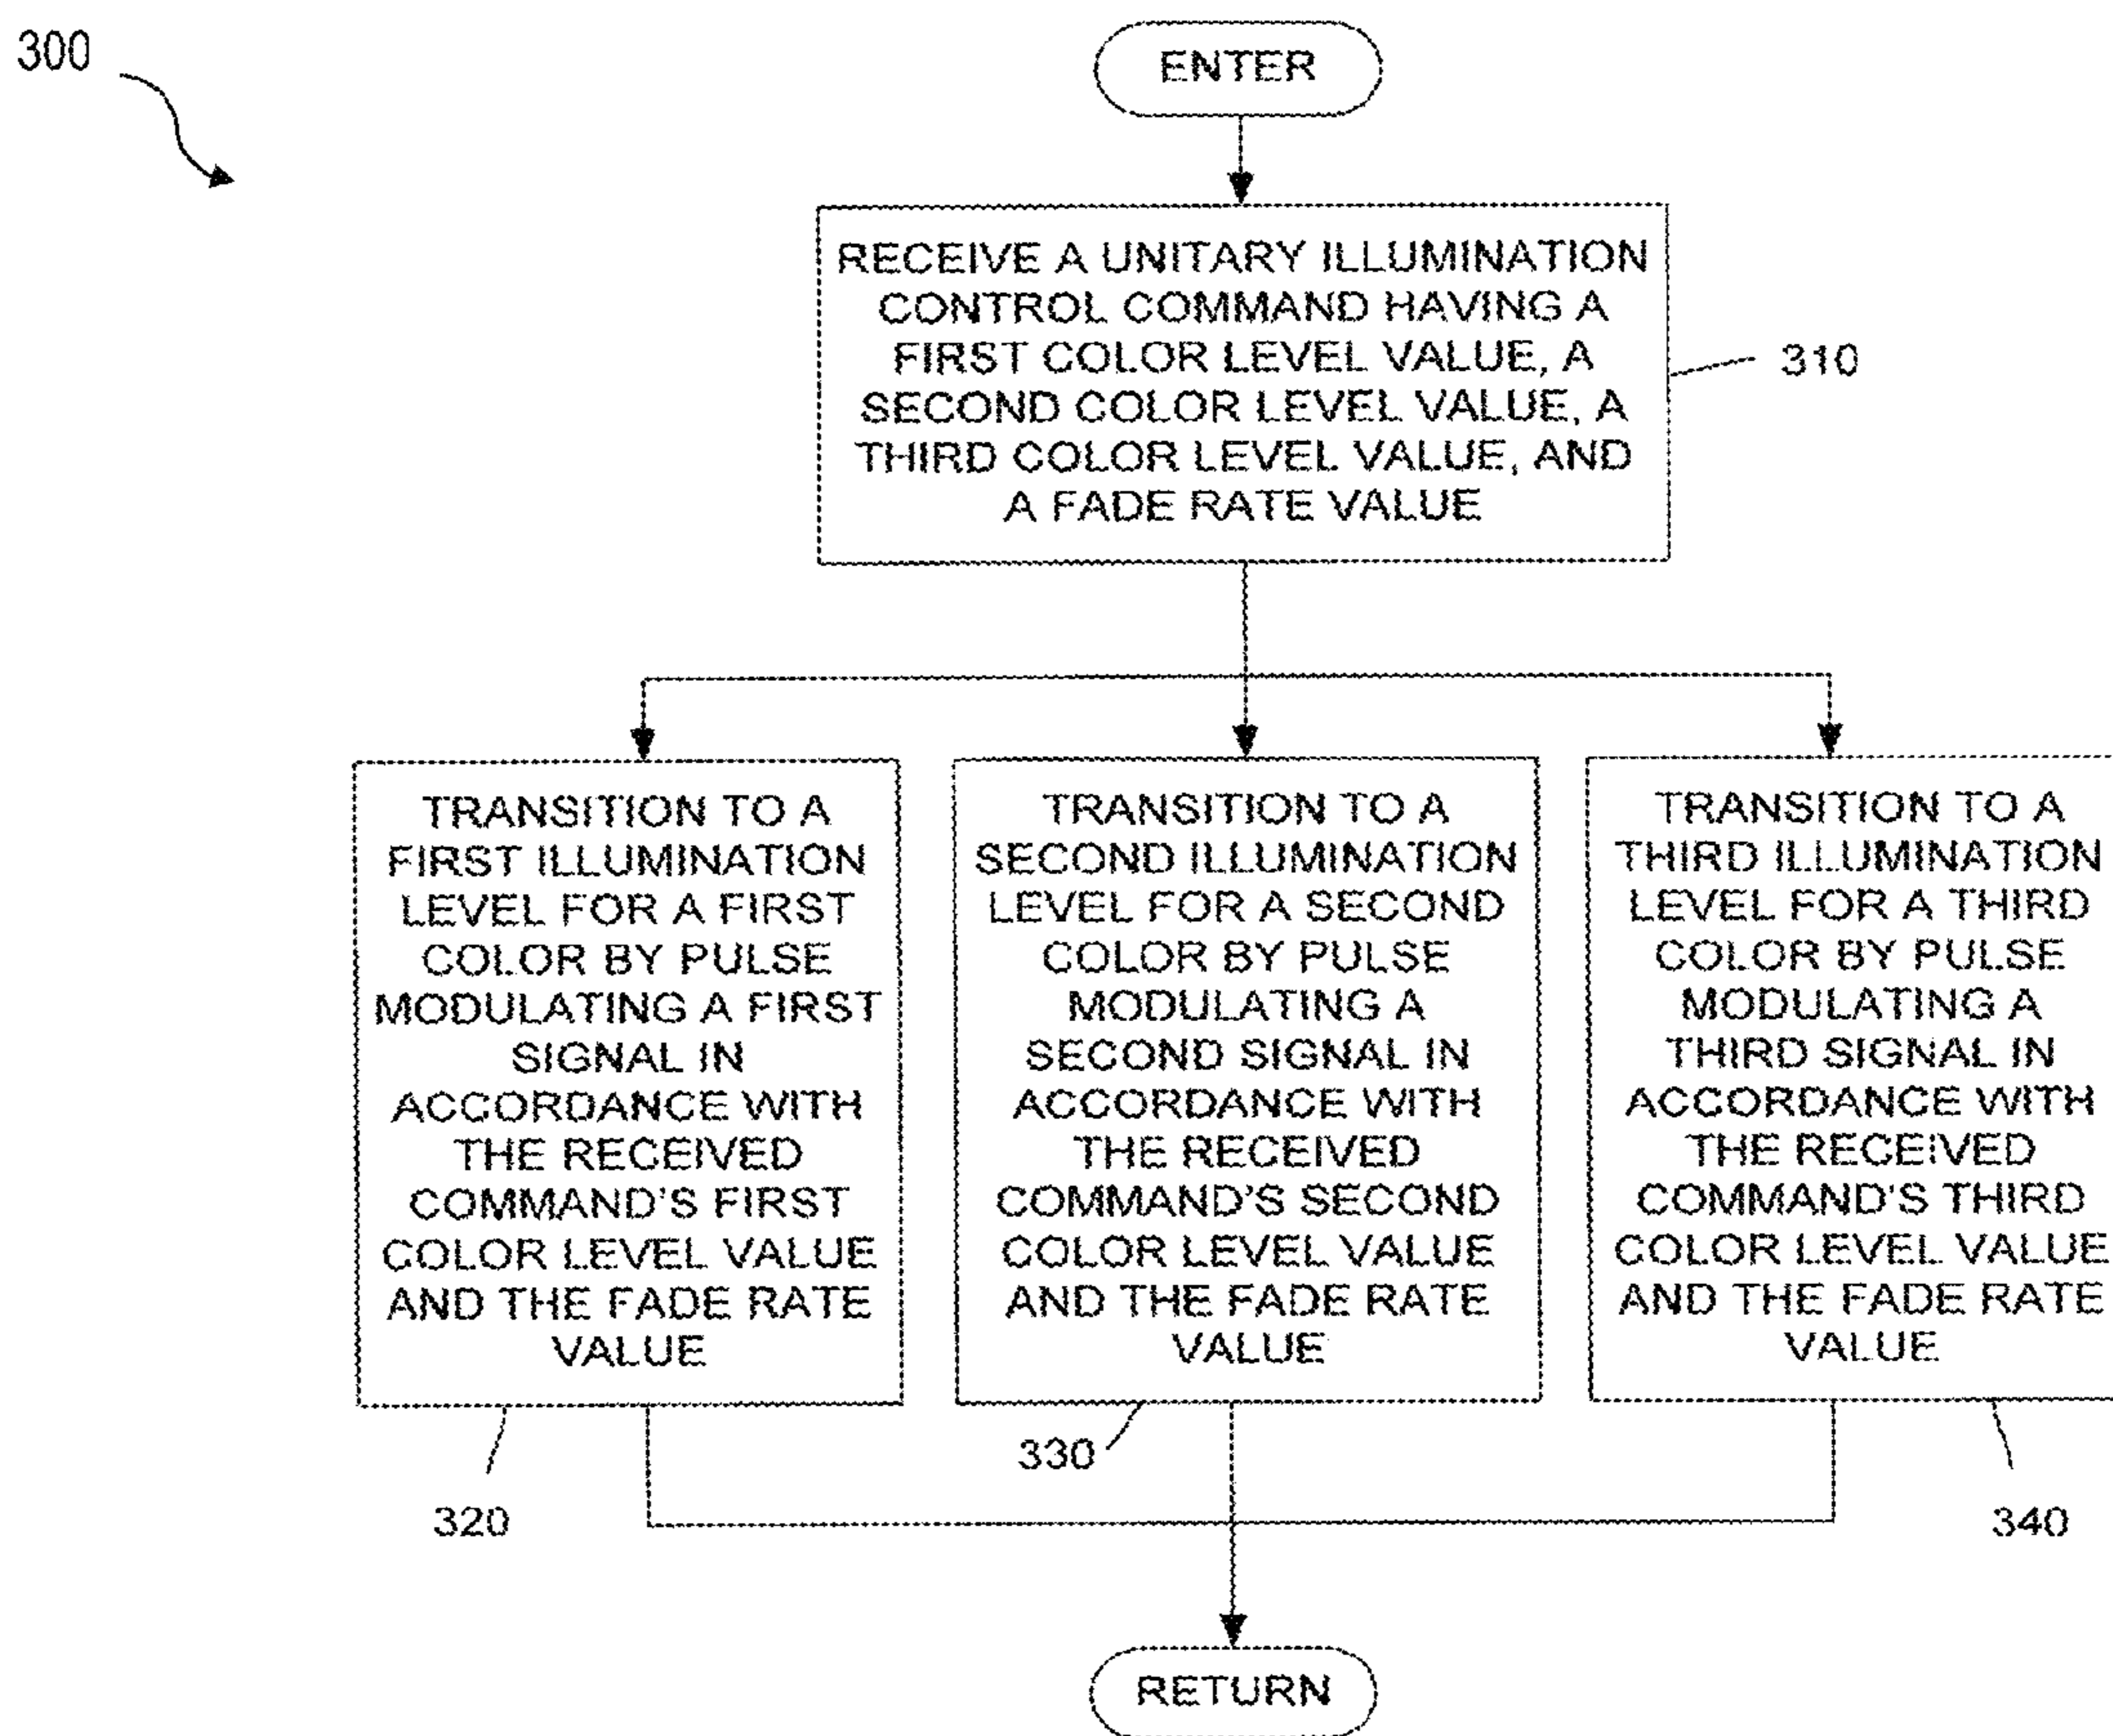 300
ENTER
RECEIVE A UNITARY ILLUMINATION
CONTROL COMMAND HAVING A
FIRST COLOR LEVEL VALUE, A
SECOND COLOR LEVEL VALUE, A
THIRD COLOR LEVEL VALUE, AND
A FADE RATE VALUE
310
TRANSITION TO A
FIRST ILLUMINATION
LEVEL FOR A FIRST
COLOR BY PULSE
MODULATING A FIRST
SIGNAL IN
ACCORDANCE WITH
THE RECEIVED
COMMAND'S FIRST
COLOR LEVEL VALUE
AND THE FADE RATE
VALUE
320
TRANSITION TO A
SECOND ILLUMINATION
LEVEL FOR A SECOND
COLOR BY PULSE
MODULATING A
SECOND SIGNAL IN
ACCORDANCE WITH
THE RECEIVED
COMMAND'S SECOND
COLOR LEVEL VALUE
AND THE FADE RATE
VALUE
330
TRANSITION TO A
THIRD ILLUMINATION
LEVEL FOR A THIRD
COLOR BY PULSE
MODULATING A
THIRD SIGNAL IN
ACCORDANCE WITH
THE RECEIVED
COMMAND'S THIRD
COLOR LEVEL VALUE
AND THE FADE RATE
VALUE
340
RETURN